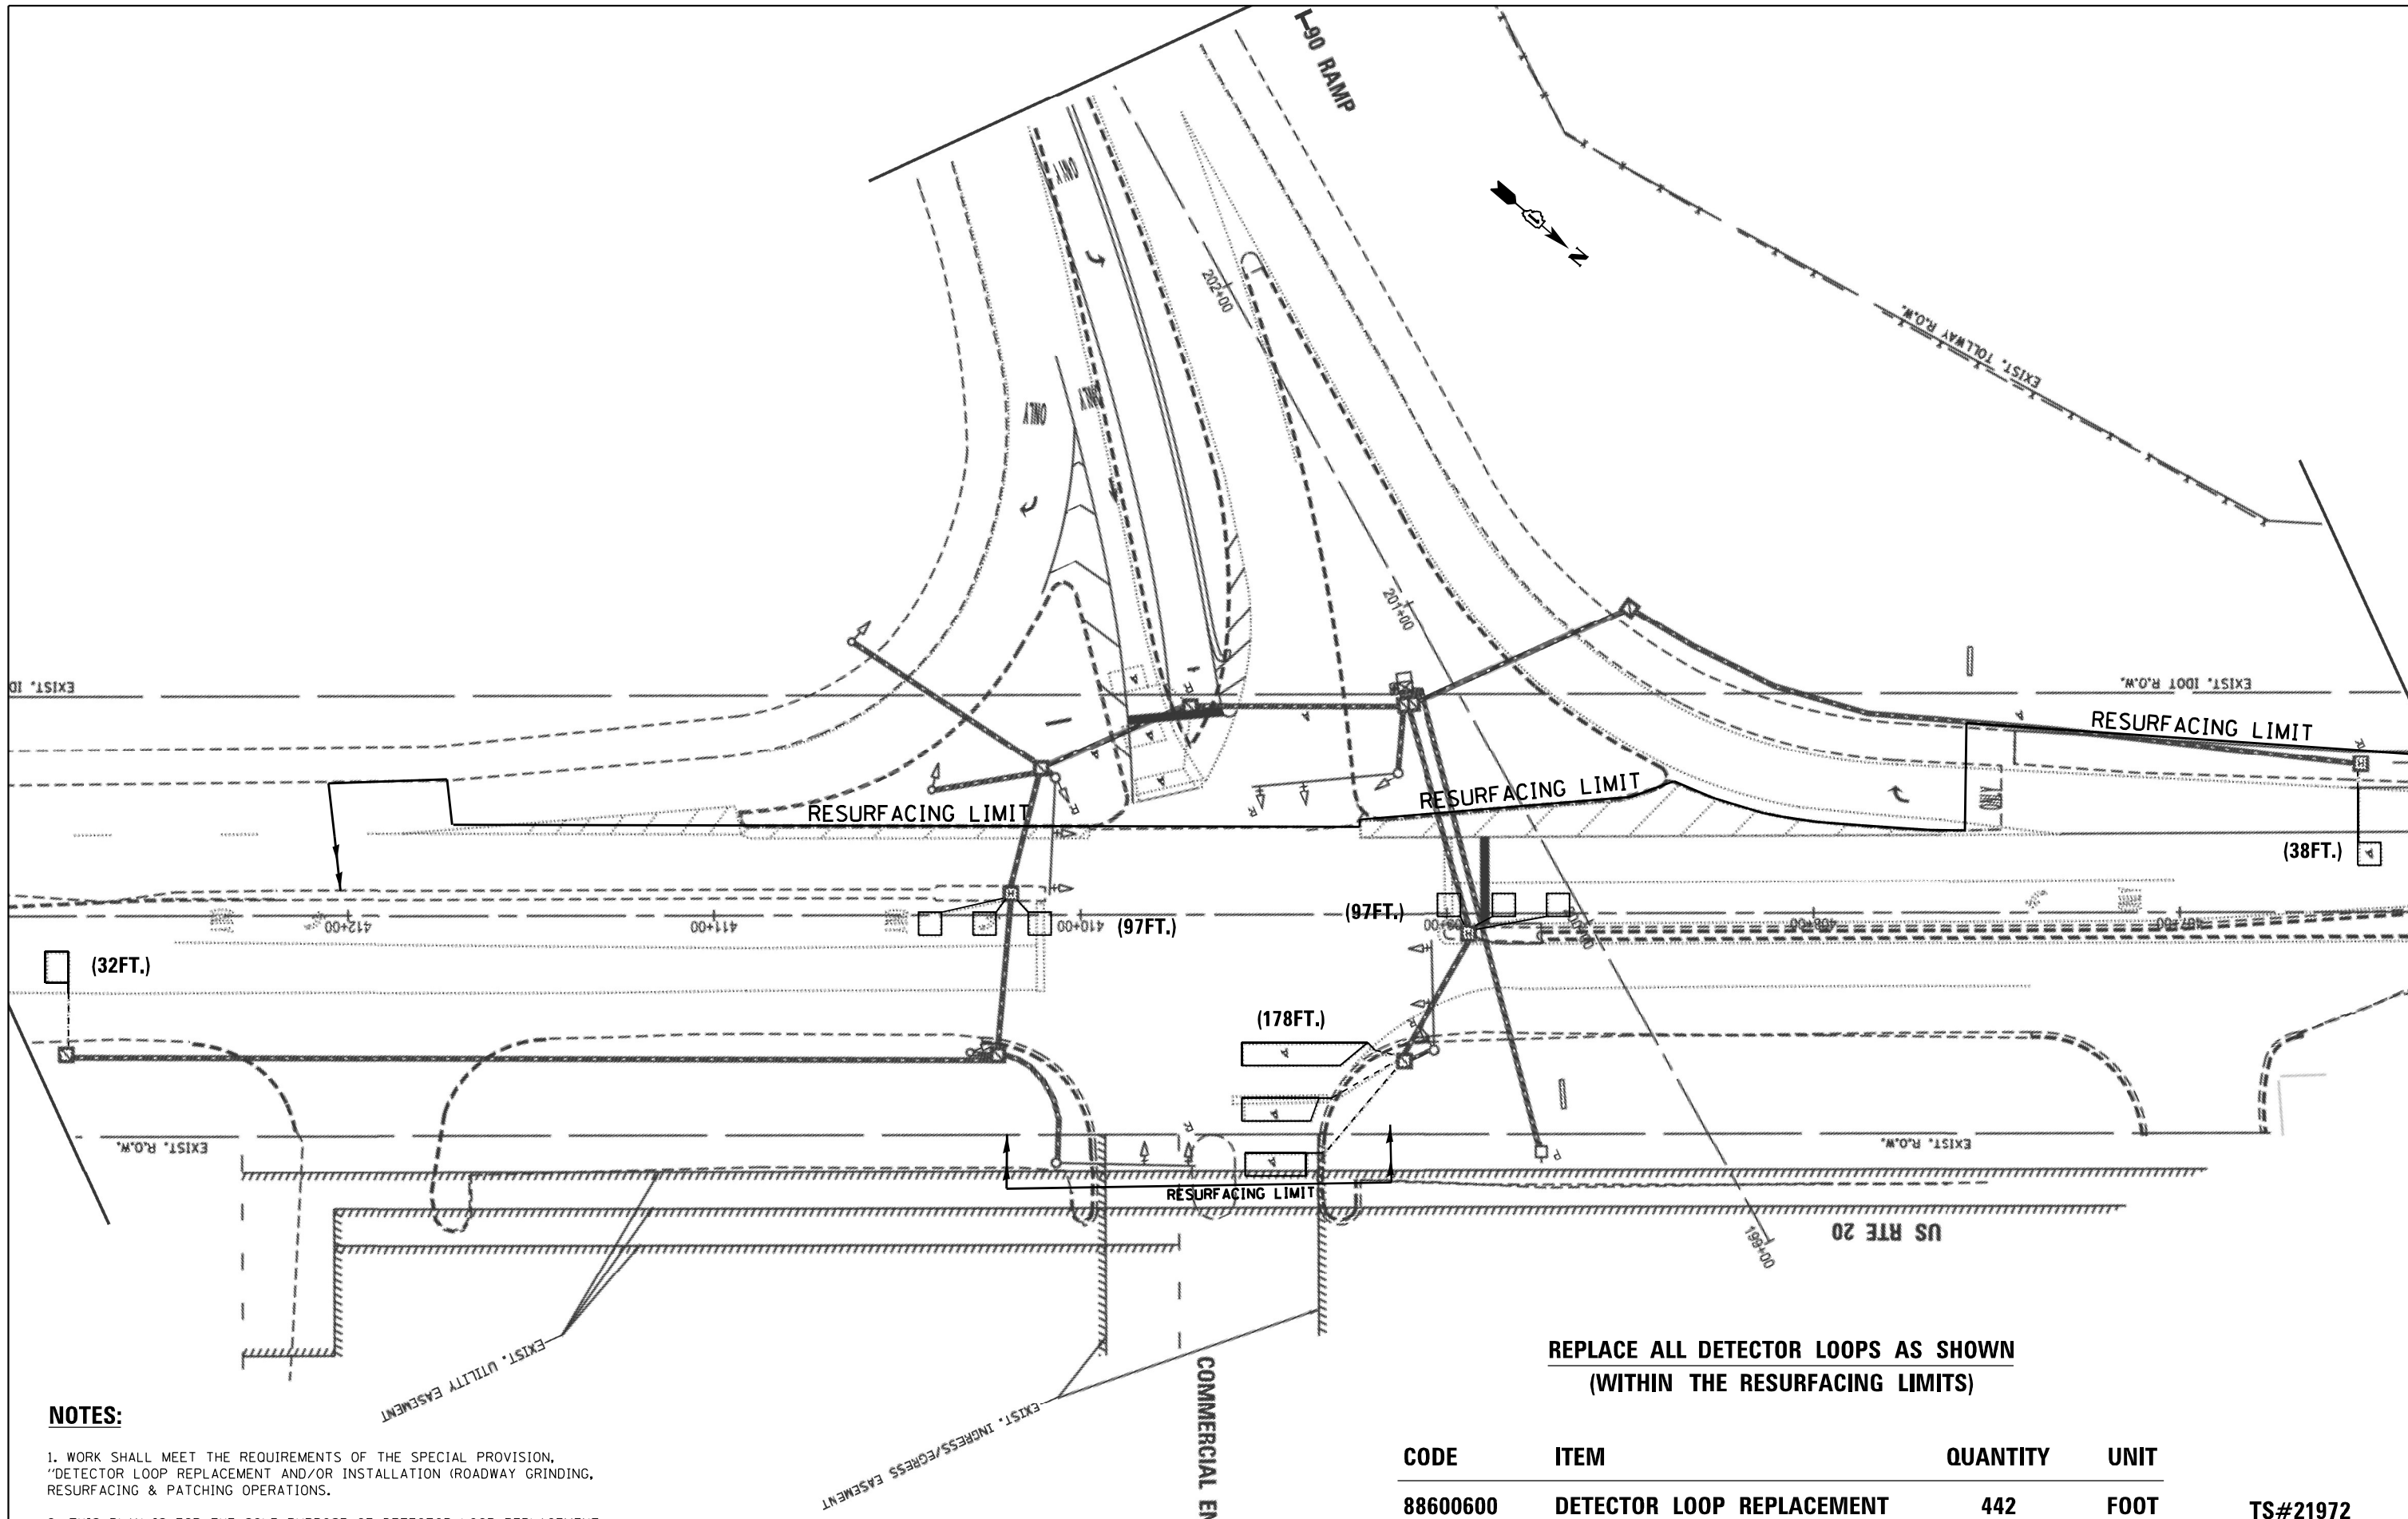 I-90 RAMP
ONLY
202+00
N
EXIST. TOLLWAY R.O.W.
ONLY
ONLY
201+00
EXIST. ID
EXIST. IDOT R.O.W.
RESURFACING LIMIT
RESURFACING LIMIT
RESURFACING LIMIT
ONLY
(38FT.)
(97FT.)
(97FT.)
412+00
411+00
410+00
408+00
407+00
(32FT.)
(178FT.)
EXIST. R.O.W.
EXIST. R.O.W.
P
RESURFACING LIMIT
US RTE 20
199+00
EXIST. UTILITY EASEMENT
EXIST. INGRESS/EGRESS EASEMENT
COMMERCIAL EN
REPLACE ALL DETECTOR LOOPS AS SHOWN
(WITHIN THE RESURFACING LIMITS)
NOTES:
1. WORK SHALL MEET THE REQUIREMENTS OF THE SPECIAL PROVISION,
"DETECTOR LOOP REPLACEMENT AND/OR INSTALLATION (ROADWAY GRINDING,
RESURFACING & PATCHING OPERATIONS.
CODE ITEM QUANTITY UNIT
88600600 DETECTOR LOOP REPLACEMENT 442 FOOT
TS#21972